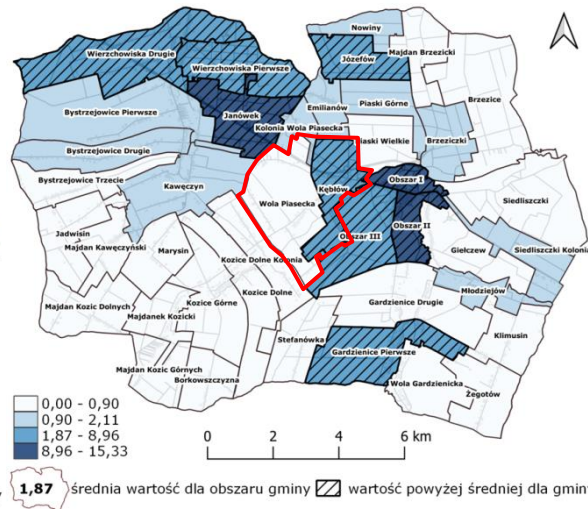 Nowiny
Wierzchowiska Drugie
Józefów
Majdan Brzezicki
Wierzchowiska Pierwsze
Janówek
Emilianów
Piaski Górne
Brzezice
Bystrzejowice Pierwsze
Kolonia Wola Piasecka
Piaski Wielkie
Brzeziczki
Bystrzejowice Drugie
Bystrzejowice Trzecie
Kawęczyn
Kębłów
Obszar I
Wola Piasecka
Siedliszczki
Jadwisin
Obszar II
Majdan Kawęczyński
Marysin
Obszar III
Siedliszczki Kolonia
Kozice Dolne Kolonia
Giełczew
Kozice Dolne
Młodziejów
Majdan Kozic Dolnych
Kozice Górne
Gardzienice Drugie
Majdanek Kozicki
Klimusin
Stefanówka
Gardzienice Pierwsze
Majdan Kozic Górnych
Borkowszczyzna
Wola Gardzienicka
Żegotów
0,00 - 0,90
0,90 - 2,11
1,87 - 8,96
8,96 - 15,33
0 2 4 6 km
1,87 średnia wartość dla obszaru gminy wartość powyżej średniej dla gminy